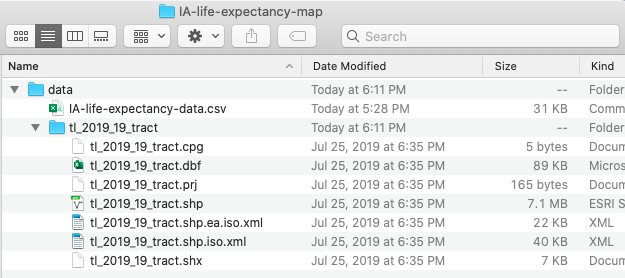 IA-life-expectancy-map
Search
Name Date Modified Size Kind
data Today at 6:11 PM -- Folder
IA-life-expectancy-data.csv Today at 5:28 PM 31 KB Comm
tl_2019_19_tract Today at 6:11 PM -- Folder
tl_2019_19_tract.cpg Jul 25, 2019 at 6:35 PM 5 bytes Docum
tl_2019_19_tract.dbf Jul 25, 2019 at 6:35 PM 89 KB Micros
tl_2019_19_tract.prj Jul 25, 2019 at 6:35 PM 165 bytes Docum
tl_2019_19_tract.shp Jul 25, 2019 at 6:35 PM 7.1 MB ESRI S
tl_2019_19_tract.shp.ea.iso.xml Jul 25, 2019 at 6:35 PM 22 KB XML
tl_2019_19_tract.shp.iso.xml Jul 25, 2019 at 6:35 PM 40 KB XML
tl_2019_19_tract.shx Jul 25, 2019 at 6:35 PM 7 KB Docum